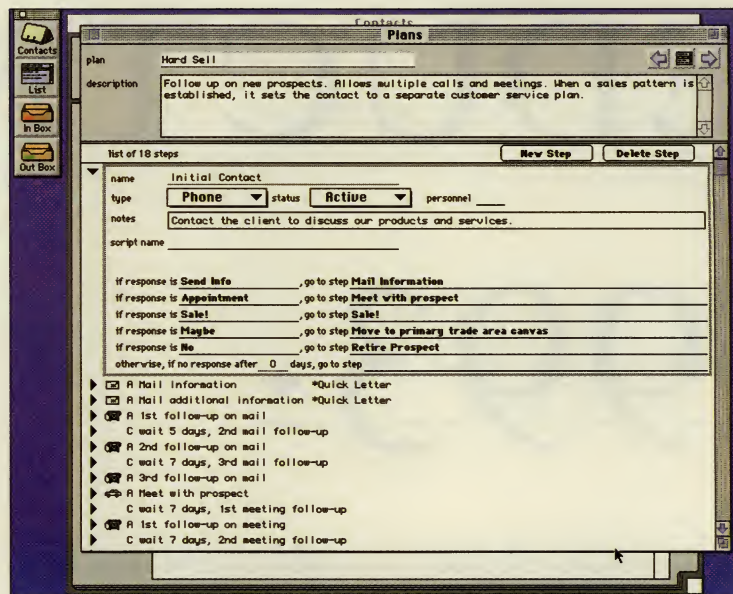 Contacts
Plans
Contacts
List
In Box
Out Box
plan Hard Sell
description Follow up on new prospects. Allows multiple calls and meetings. When a sales pattern is
established, it sets the contact to a separate customer service plan.
list of 18 steps New Step Delete Step
name Initial Contact
type Phone status Active personnel
notes Contact the client to discuss our products and services.
script name
if response is Send Info , go to step Mail Information
if response is Appointment , go to step Meet with prospect
if response is Sale! , go to step Sale!
if response is Maybe , go to step Move to primary trade area canvas
if response is No , go to step Retire Prospect
otherwise, if no response after 0 days, go to step
A Mail Information *Quick Letter
A Mail additional information *Quick Letter
A 1st follow-up on mail
C wait 5 days, 2nd mail follow-up
A 2nd follow-up on mail
C wait 7 days, 3rd mail follow-up
A 3rd follow-up on mail
A Meet with prospect
C wait 7 days, 1st meeting follow-up
A 1st follow-up on meeting
C wait 7 days, 2nd meeting follow-up